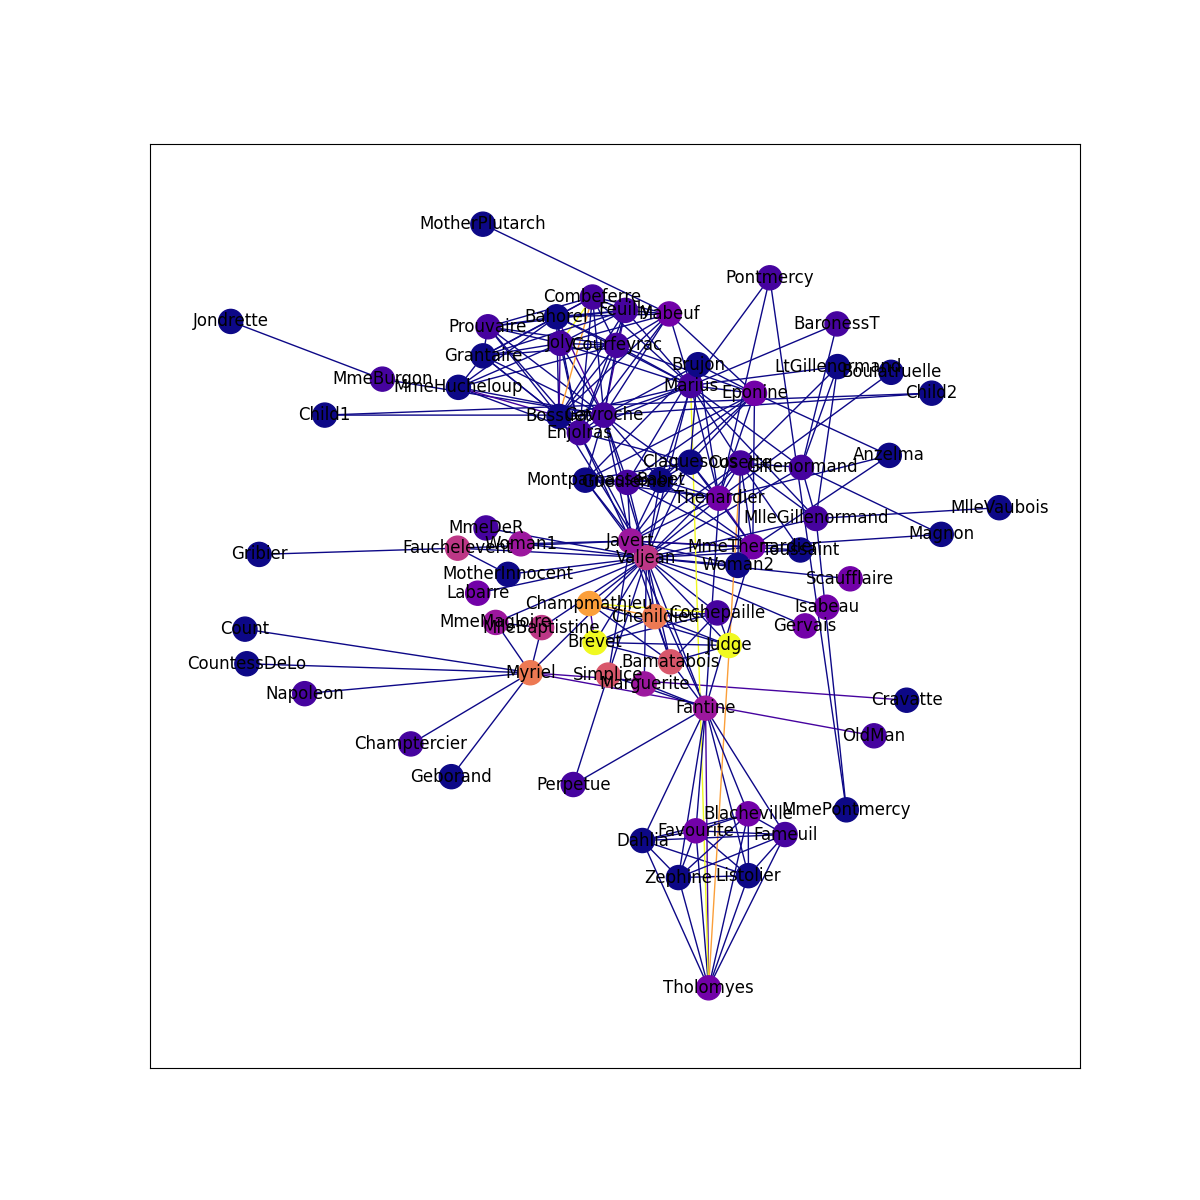 MotherPlutarch
Pontmercy
Combeferre
Feuilly
Mabeuf
Bahorel
BaronessT
Jondrette
Prouvaire
Joly
Courfeyrac
Grantaire
Brujon
LtGillenormand
Boulatruelle
MmeBurgon
MmeHucheloup
Marius
Eponine
Child2
Child1
Bossuet
Gavroche
Enjolras
Anzelma
Claquesous
Cosette
Gillenormand
Montparnasse
Gueulemer
Babet
Thenardier
MlleVaubois
MlleGillenormand
MmeDeR
Magnon
Woman1
Javert
Fauchelevent
MmeThenardier
Toussaint
Gribier
Valjean
Woman2
MotherInnocent
Scaufflaire
Labarre
Champmathieu
Isabeau
Chenildieu
Cochepaille
MmeMagloire
MlleBaptistine
Gervais
Count
Brevet
Judge
CountessDeLo
Bamatabois
Myriel
Simplice
Marguerite
Napoleon
Cravatte
Fantine
OldMan
Champtercier
Geborand
Perpetue
MmePontmercy
Blacheville
Favourite
Fameuil
Dahlia
Zephine
Listolier
Tholomyes